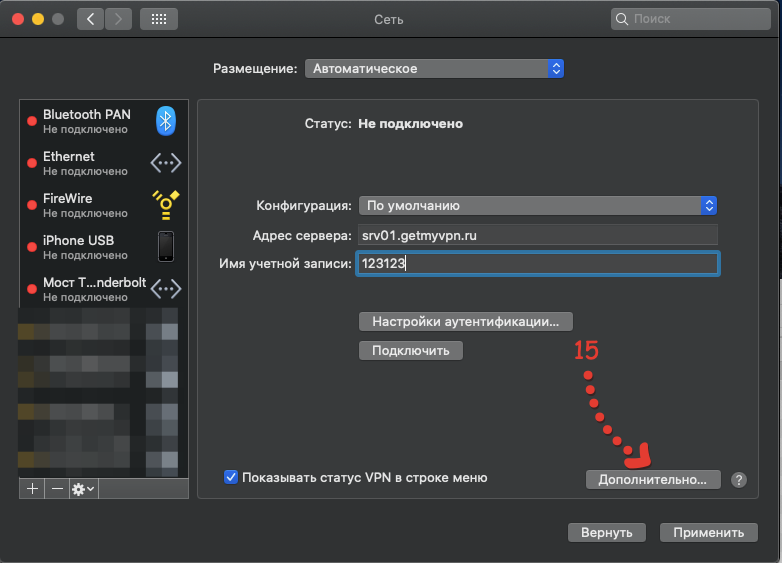 Сеть
Поиск
Размещение: Автоматическое
Bluetooth PAN
Не подключено
Ethernet
Не подключено
FireWire
Не подключено
iPhone USB
Не подключено
Мост T...nderbolt
Не подключено
Статус: Не подключено
Конфигурация: По умолчанию
Адрес сервера: srv01.getmyvpn.ru
Имя учетной записи: 123123
Настройки аутентификации...
Подключить
15
Показывать статус VPN в строке меню
Дополнительно... ?
Вернуть Применить